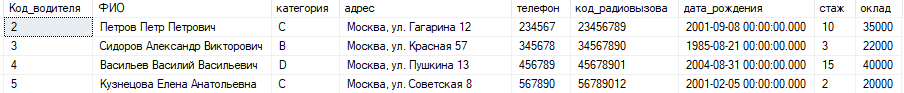 Код_водителя ФИО категория адрес телефон код_радиовызова дата_рождения стаж оклад
2 Петров Петр Петрович C Москва, ул. Гагарина 12 234567 23456789 2001-09-08 00:00:00.000 10 35000
3 Сидоров Александр Викторович B Москва, ул. Красная 57 345678 34567890 1985-08-21 00:00:00.000 3 22000
4 Васильев Василий Васильевич D Москва, ул. Пушкина 13 456789 45678901 2004-08-31 00:00:00.000 15 40000
5 Кузнецова Елена Анатольевна C Москва, ул. Советская 8 567890 56789012 2001-02-05 00:00:00.000 2 20000